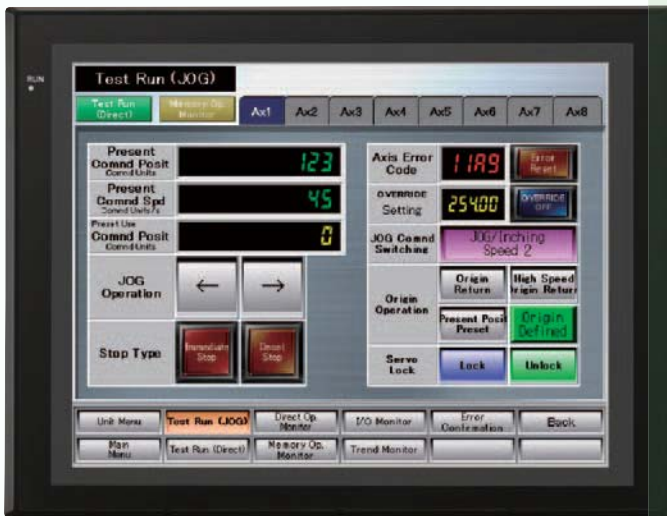 RUN
Test Run (JOG)
Test Run
(Direct)
Memory Op.
Monitor
Ax1
Ax2
Ax3
Ax4
Ax5
Ax6
Ax7
Ax8
Present
Comnd Posit
Comnd Units
123
Present
Comnd Spd
Comnd Units/s
45
Preset Use
Comnd Posit
Comnd Units
0
JOG
Operation
←
→
Stop Type
Immediate
Stop
Decel
Stop
Axis Error
Code
11A9
Error
Reset
OVERRIDE
Setting
254.00
OVERRIDE
OFF
JOG Comnd
Switching
JOG/Inching
Speed 2
Origin
Operation
Origin
Return
High Speed
Origin Return
Present Posit
Preset
Origin
Defined
Servo
Lock
Lock
Unlock
Unit Menu
Test Run (JOG)
Direct Op.
Monitor
I/O Monitor
Error
Confirmation
Back
Main
Menu
Test Run (Direct)
Memory Op.
Monitor
Trend Monitor